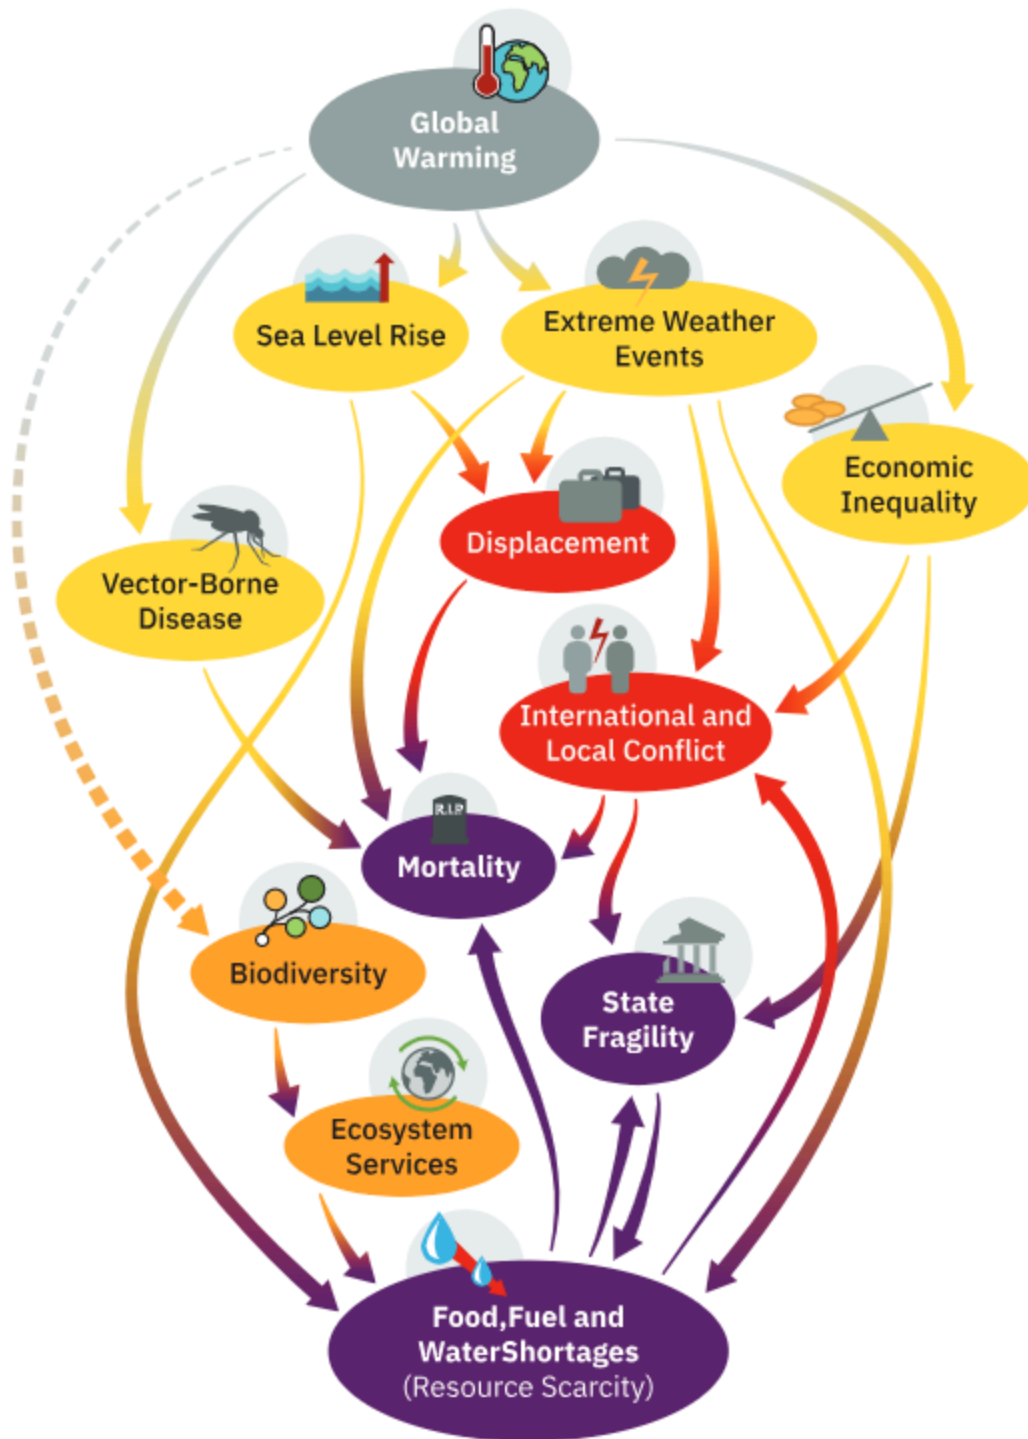 Global
Warming
Sea Level Rise
Extreme Weather
Events
Economic
Inequality
Displacement
Vector-Borne
Disease
International and
Local Conflict
R.I.P
Mortality
Biodiversity
State
Fragility
Ecosystem
Services
Food,Fuel and
WaterShortages
(Resource Scarcity)